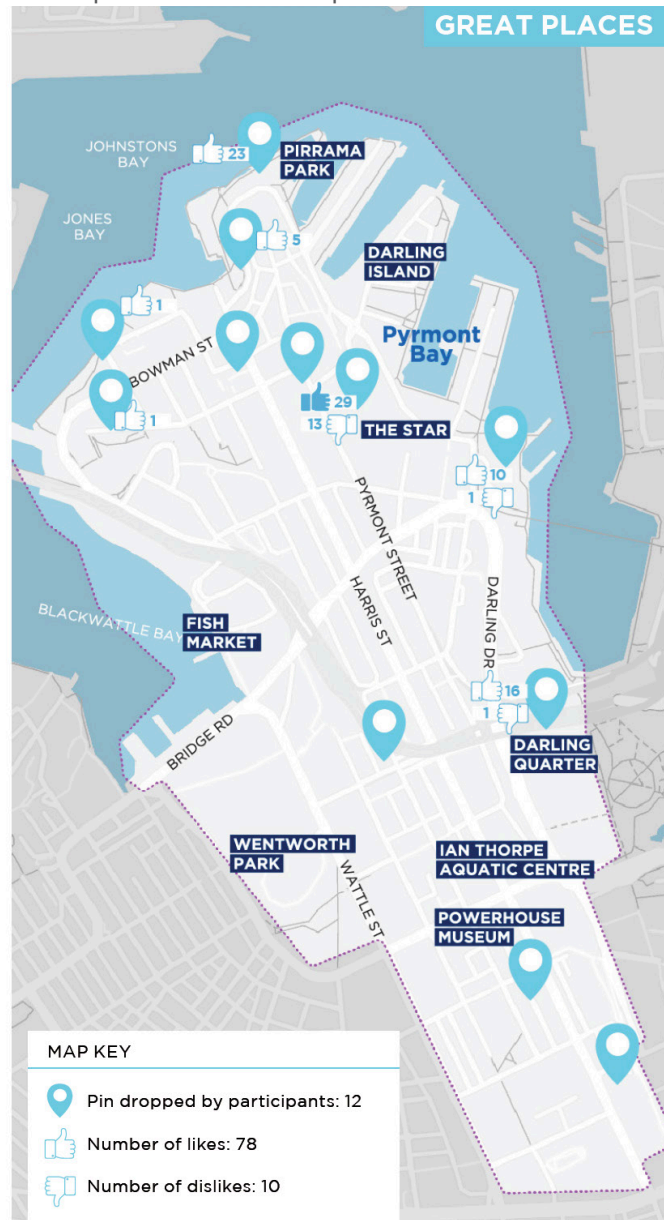 GREAT PLACES
JOHNSTONS
BAY
23
PIRRAMA
PARK
JONES
BAY
5
DARLING
ISLAND
1
Pyrmont
Bay
BOWMAN ST
1
29
13
THE STAR
10
1
PYRMONT STREET
HARRIS ST
DARLING DR
BLACKWATTLE BAY
FISH
MARKET
16
1
BRIDGE RD
DARLING
QUARTER
WENTWORTH
PARK
WATTLE ST
IAN THORPE
AQUATIC CENTRE
POWERHOUSE
MUSEUM
MAP KEY
Pin dropped by participants: 12
Number of likes: 78
Number of dislikes: 10